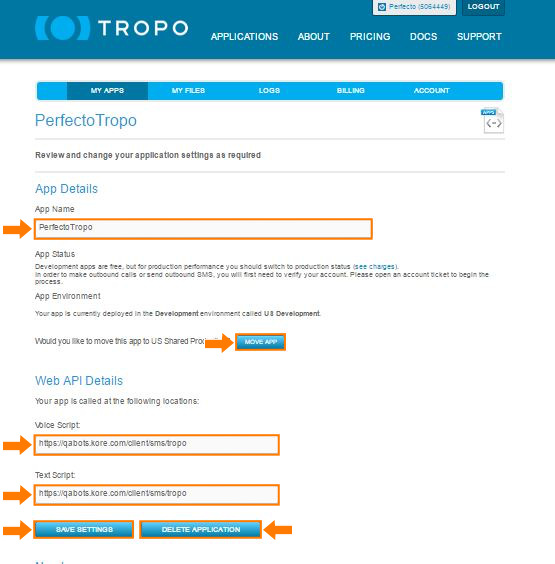 Perfecto (5064449) LOGOUT
TROPO
APPLICATIONS ABOUT PRICING DOCS SUPPORT
MY APPS MY FILES LOGS BILLING ACCOUNT
PerfectoTropo
APPS
Review and change your application settings as required
App Details
App Name
PerfectoTropo
App Status
Development apps are free, but for production performance you should switch to production status (see charges).
In order to make outbound calls or send outbound SMS, you will first need to verify your account. Please open an account ticket to begin the
process.
App Environment
Your app is currently deployed in the Development environment called US Development.
Would you like to move this app to US Shared MOVE APP
Web API Details
Your app is called at the following locations:
Voice Script:
https://qabots.kore.com/client/sms/tropo
Text Script:
https://qabots.kore.com/client/sms/tropo
SAVE SETTINGS DELETE APPLICATION